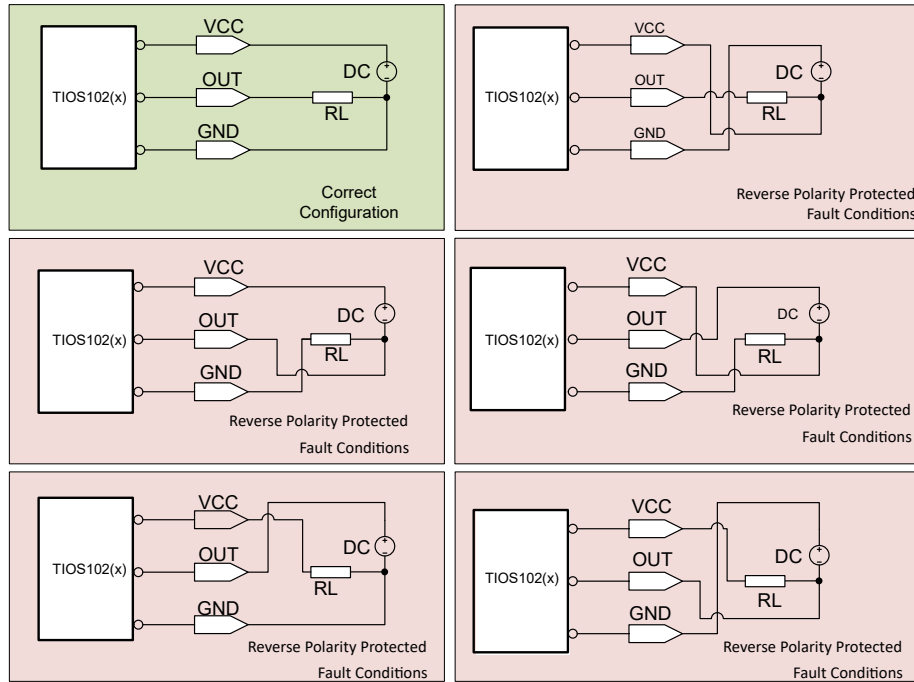 VCC
DC
TIOS102(x)
OUT
RL
GND
Correct
Configuration
VCC
DC
TIOS102(x)
OUT
RL
GND
Reverse Polarity Protected
Fault Conditions
VCC
DC
TIOS102(x)
OUT
RL
GND
Reverse Polarity Protected
Fault Conditions
VCC
DC
TIOS102(x)
OUT
RL
GND
Reverse Polarity Protected
Fault Conditions
VCC
DC
TIOS102(x)
OUT
RL
GND
Reverse Polarity Protected
Fault Conditions
VCC
DC
TIOS102(x)
OUT
RL
GND
Reverse Polarity Protected
Fault Conditions